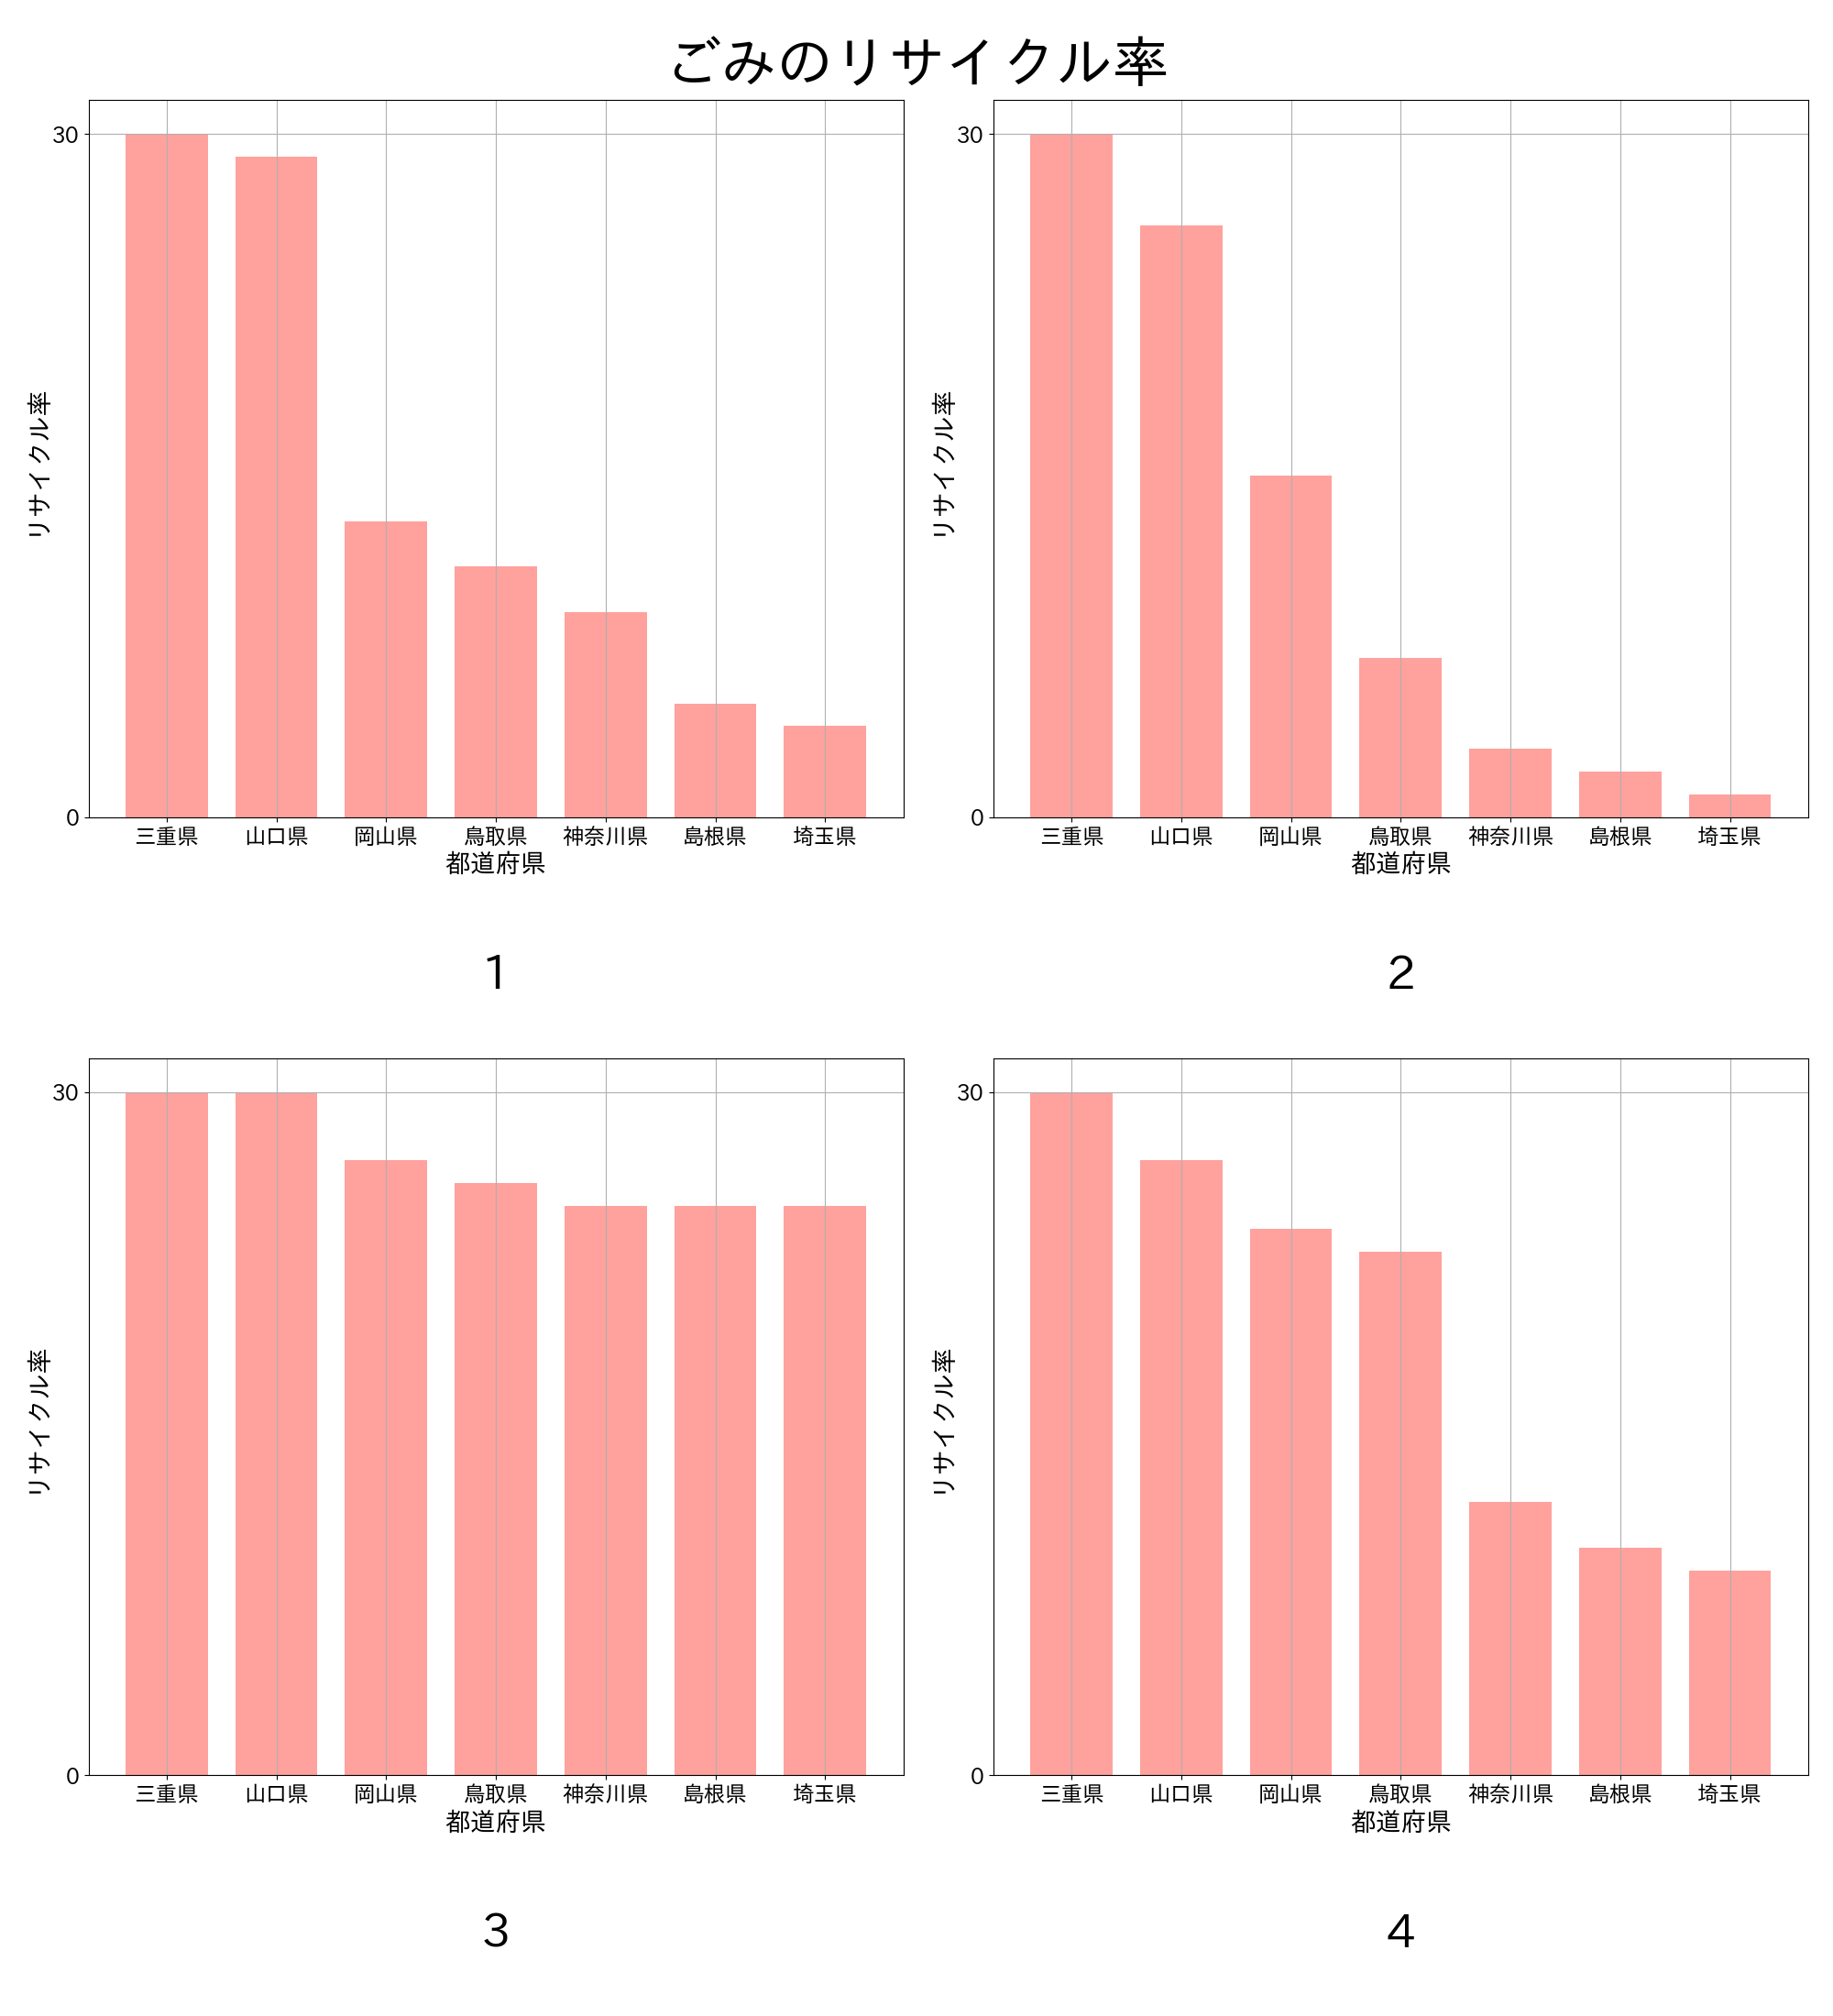 ごみのリサイクル率
30
0
リサイクル率
三重県 山口県 岡山県 鳥取県 神奈川県 島根県 埼玉県
都道府県
1
30
0
リサイクル率
三重県 山口県 岡山県 鳥取県 神奈川県 島根県 埼玉県
都道府県
2
30
0
リサイクル率
三重県 山口県 岡山県 鳥取県 神奈川県 島根県 埼玉県
都道府県
3
30
0
リサイクル率
三重県 山口県 岡山県 鳥取県 神奈川県 島根県 埼玉県
都道府県
4